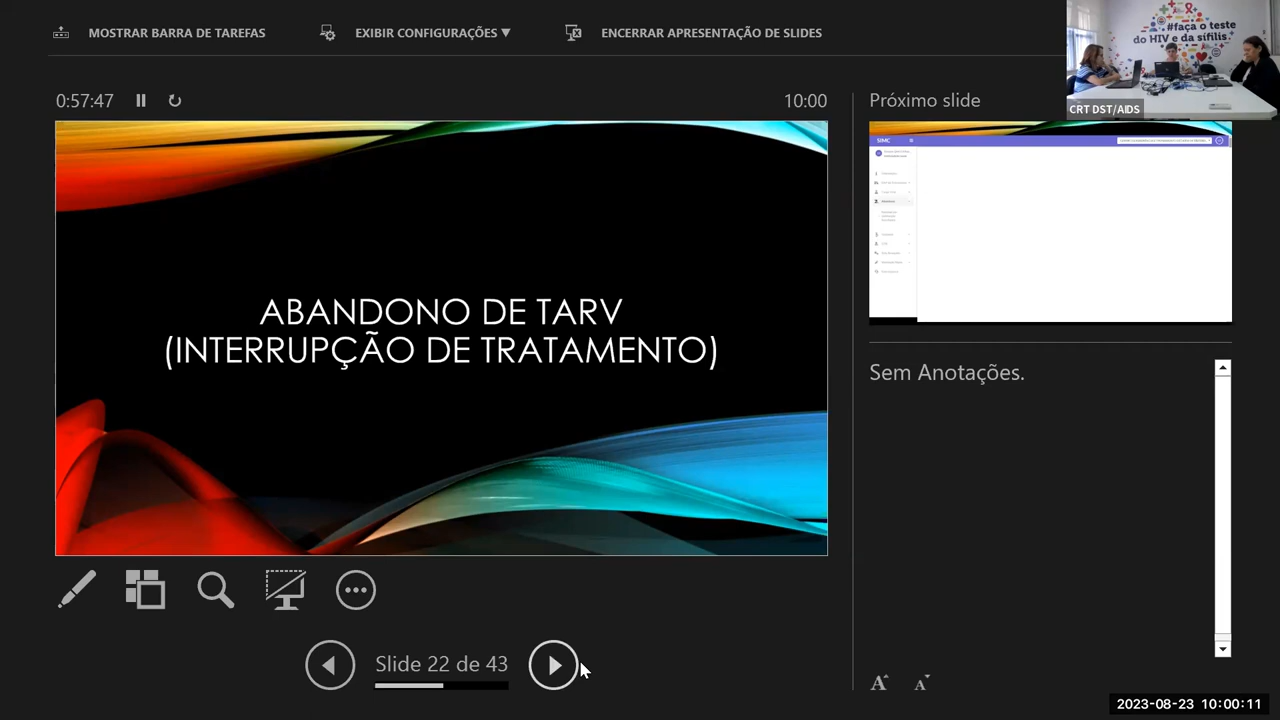 MOSTRAR BARRA DE TAREFAS
EXIBIR CONFIGURAÇÕES ▼
ENCERRAR APRESENTAÇÃO DE SLIDES
#faça o teste
do HIV e da sífilis
CRT DST/AIDS
0:57:47
10:00
Próximo slide
SIMC
ABANDONO DE TARV
(INTERRUPÇÃO DE TRATAMENTO)
Sem Anotações.
Slide 22 de 43
A A
2023-08-23 10:00:11